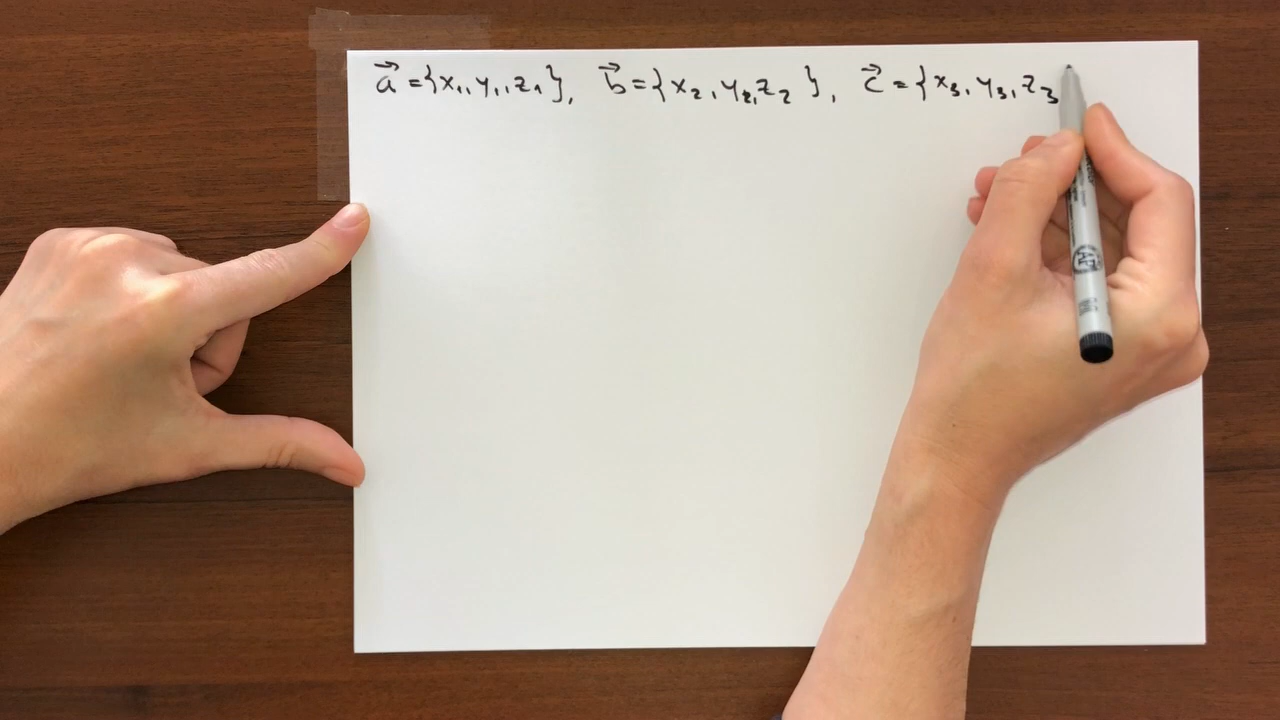 a⃗ = {x₁, y₁, z₁}, b⃗ = {x₂, y₂, z₂}, c⃗ = {x₃, y₃, z₃